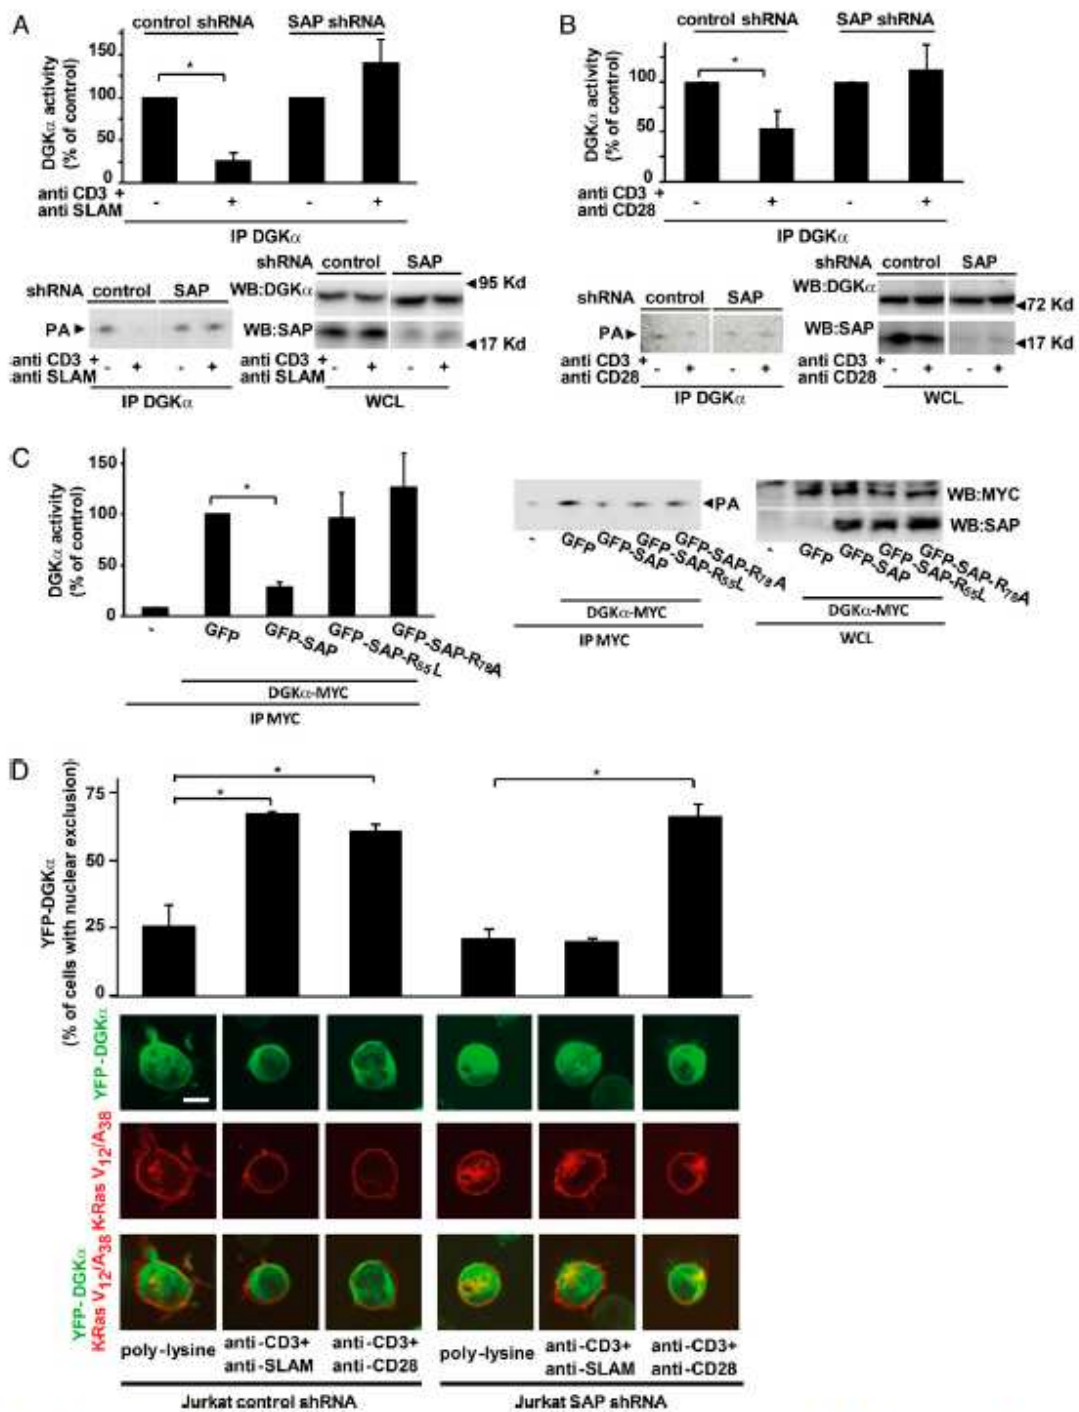 A
control shRNA
SAP shRNA
DGKα activity
(% of control)
150
100
50
0
*
anti CD3 +
anti SLAM
- + - +
IP DGKα
shRNA control SAP
PA
anti CD3 +
anti SLAM
- + - +
IP DGKα
shRNA control SAP
WB:DGKα
95 Kd
WB:SAP
17 Kd
anti CD3 +
anti SLAM
- + - +
WCL
B
control shRNA
SAP shRNA
DGKα activity
(% of control)
100
50
0
*
anti CD3 +
anti CD28
- + - +
IP DGKα
shRNA control SAP
PA
anti CD3 +
anti CD28
- + - +
IP DGKα
shRNA control SAP
WB:DGKα
72 Kd
WB:SAP
17 Kd
anti CD3 +
anti CD28
- + - +
WCL
C
DGKα activity
(% of control)
150
100
50
0
*
-
GFP
GFP-SAP
GFP-SAP-R55L
GFP-SAP-R78A
DGKα-MYC
IP MYC
PA
-
GFP
GFP-SAP
GFP-SAP-R55L
GFP-SAP-R78A
DGKα-MYC
IP MYC
WB:MYC
WB:SAP
-
GFP
GFP-SAP
GFP-SAP-R55L
GFP-SAP-R78A
DGKα-MYC
WCL
D
YFP-DGKα
(% of cells with nuclear exclusion)
75
50
25
0
*
*
*
YFP-DGKα
K-Ras V12/A38
YFP- DGKα
K-Ras V12/A38
poly-lysine
anti-CD3+
anti-SLAM
anti-CD3+
anti-CD28
poly-lysine
anti-CD3+
anti-SLAM
anti-CD3+
anti-CD28
Jurkat control shRNA
Jurkat SAP shRNA